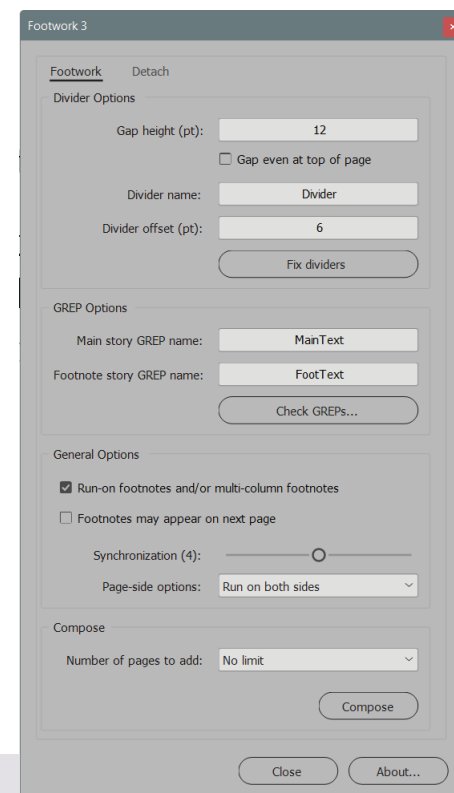 Footwork 3
Footwork Detach
Divider Options
Gap height (pt): 12
Gap even at top of page
Divider name: Divider
Divider offset (pt): 6
Fix dividers
GREP Options
Main story GREP name: MainText
Footnote story GREP name: FootText
Check GREPs...
General Options
Run-on footnotes and/or multi-column footnotes
Footnotes may appear on next page
Synchronization (4):
Page-side options: Run on both sides
Compose
Number of pages to add: No limit
Compose
Close About...